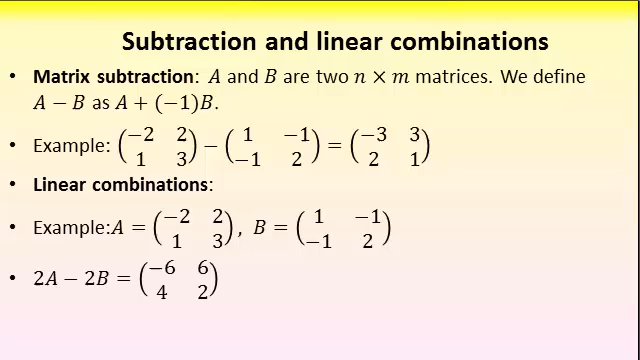 Subtraction and linear combinations
• Matrix subtraction: A and B are two n × m matrices. We define
A − B as A + (−1)B.
• Example: (−2 2; 1 3) − (1 −1; −1 2) = (−3 3; 2 1)
• Linear combinations:
• Example:A = (−2 2; 1 3), B = (1 −1; −1 2)
• 2A − 2B = (−6 6; 4 2)